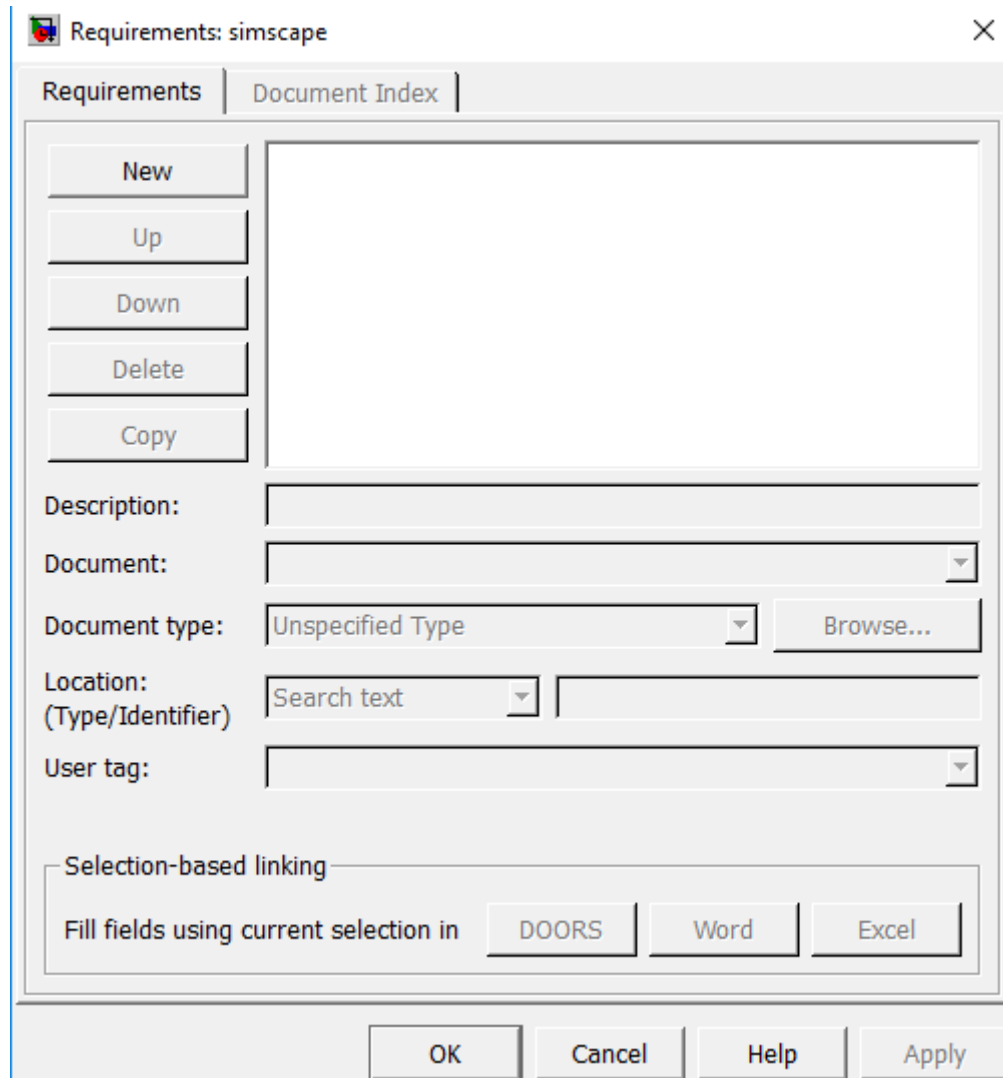 Requirements: simscape
Requirements
Document Index
New
Up
Down
Delete
Copy
Description:
Document:
Document type:
Unspecified Type
Browse...
Location:
(Type/Identifier)
Search text
User tag:
Selection-based linking
Fill fields using current selection in
DOORS
Word
Excel
OK
Cancel
Help
Apply